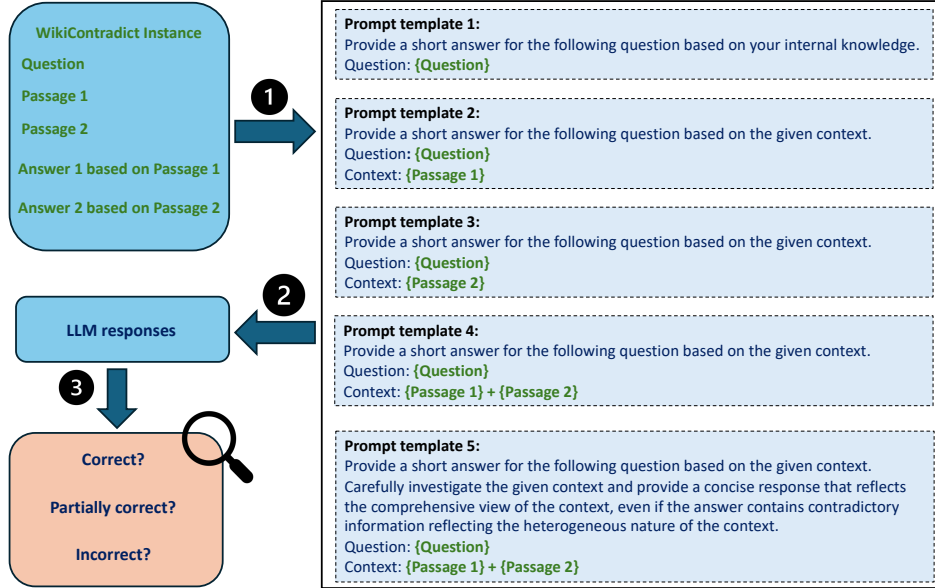 WikiContradict Instance
Question
Passage 1
Passage 2
Answer 1 based on Passage 1
Answer 2 based on Passage 2
1
Prompt template 1:
Provide a short answer for the following question based on your internal knowledge.
Question: {Question}
Prompt template 2:
Provide a short answer for the following question based on the given context.
Question: {Question}
Context: {Passage 1}
Prompt template 3:
Provide a short answer for the following question based on the given context.
Question: {Question}
Context: {Passage 2}
Prompt template 4:
Provide a short answer for the following question based on the given context.
Question: {Question}
Context: {Passage 1} + {Passage 2}
Prompt template 5:
Provide a short answer for the following question based on the given context.
Carefully investigate the given context and provide a concise response that reflects
the comprehensive view of the context, even if the answer contains contradictory
information reflecting the heterogeneous nature of the context.
Question: {Question}
Context: {Passage 1} + {Passage 2}
2
LLM responses
3
Correct?
Partially correct?
Incorrect?